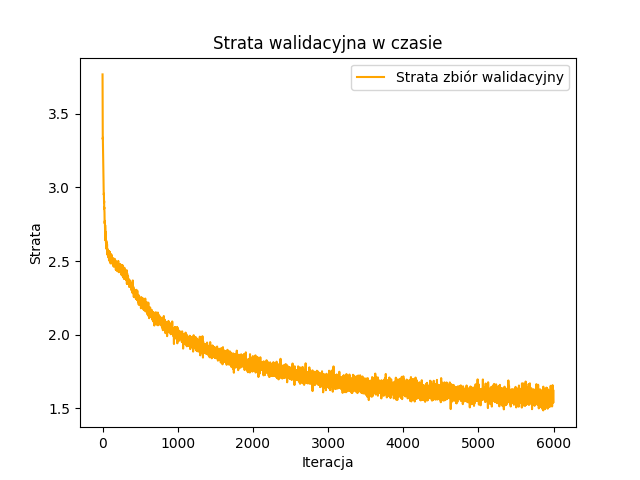 Strata walidacyjna w czasie
Strata zbiór walidacyjny
Strata
3.5
3.0
2.5
2.0
1.5
0 1000 2000 3000 4000 5000 6000
Iteracja